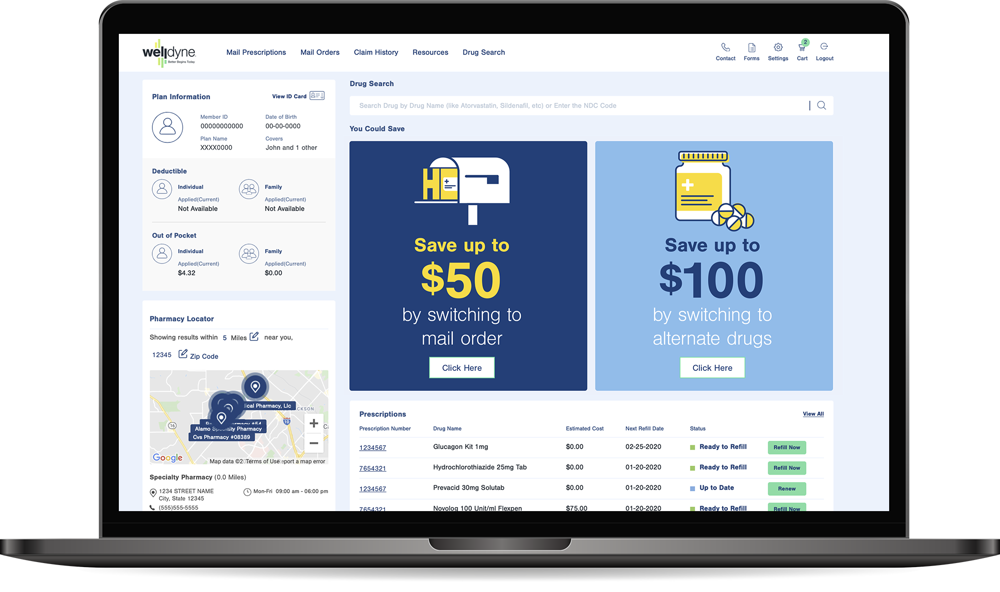 welldyne
Better Begins Today
Mail Prescriptions
Mail Orders
Claim History
Resources
Drug Search
Contact
Forms
Settings
2
Cart
Logout
Plan Information
View ID Card
Member ID
00000000000
Date of Birth
00-00-0000
Plan Name
XXXX0000
Covers
John and 1 other
Deductible
Individual
Applied(Current)
Not Available
Family
Applied(Current)
Not Available
Out of Pocket
Individual
Applied(Current)
$4.32
Family
Applied(Current)
$0.00
Pharmacy Locator
Showing results within 5 Miles near you,
12345 Zip Code
dical Pharmacy, Llc
CKSON
16
10
#54
Alamo Specialty Pharmacy
Cvs Pharmacy #08389
+
−
Google
Map data ©2 Terms of Use eport a map error
Specialty Pharmacy (0.0 Miles)
1234 STREET NAME
City, State 12345
Mon-Fri 09:00 am - 06:00 pm
(555)555-5555
Drug Search
Search Drug by Drug Name (like Atorvastatin, Sildenafil, etc) or Enter the NDC Code
You Could Save
Save up to
$50
by switching to
mail order
Click Here
Save up to
$100
by switching to
alternate drugs
Click Here
Prescriptions
View All
Prescription Number Drug Name Estimated Cost Next Refill Date Status
1234567 Glucagon Kit 1mg $0.00 02-25-2020 Ready to Refill Refill Now
7654321 Hydrochlorothiazide 25mg Tab $0.00 01-20-2020 Ready to Refill Refill Now
1234567 Prevacid 30mg Solutab $0.00 01-20-2020 Up to Date Renew
7654321 Novolog 100 Unit/ml Flexpen $75.00 01-20-2020 Ready to Refill Refill Now